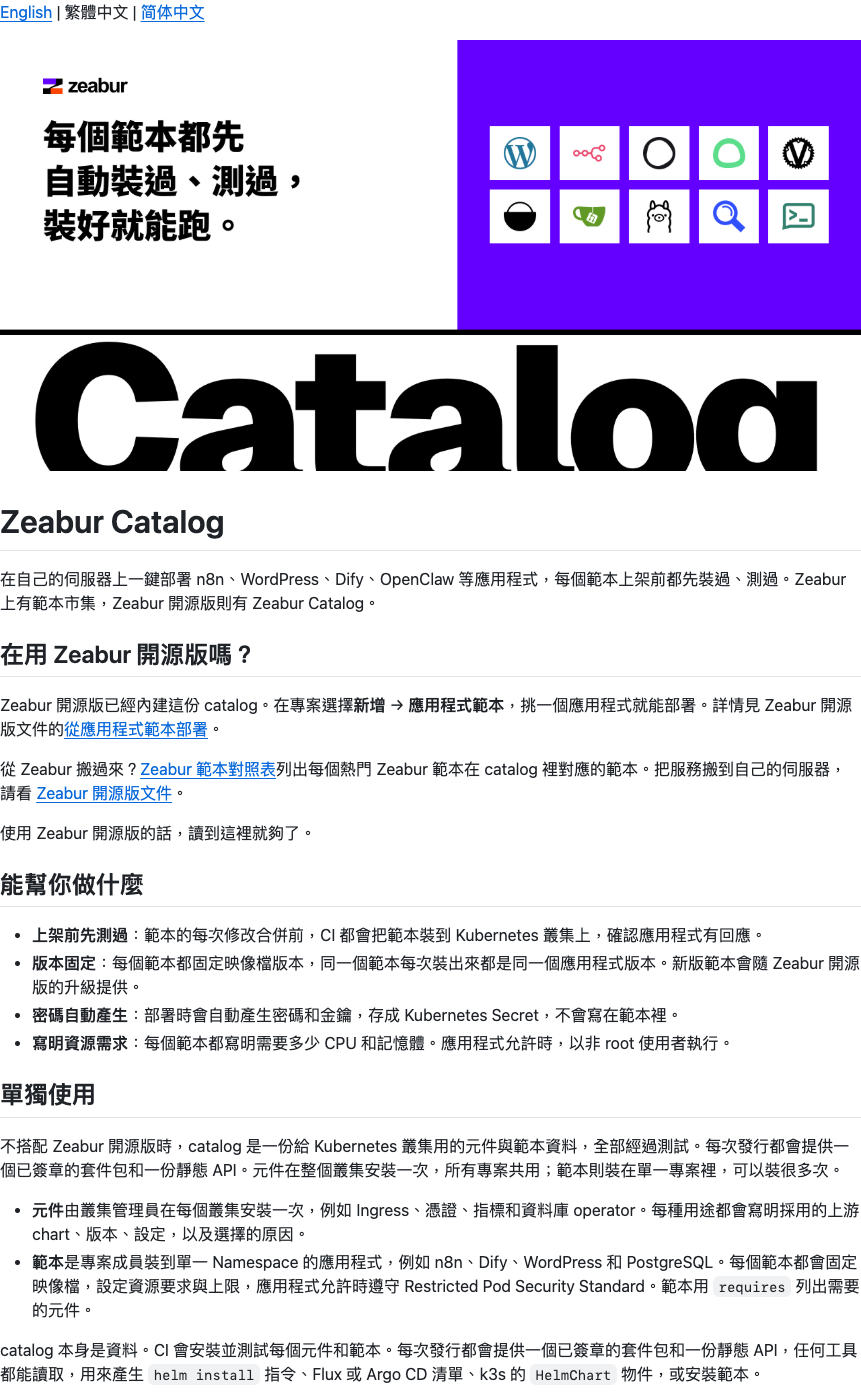 English | 繁體中文 | 简体中文
zeabur
每個範本都先
自動裝過、測過，
裝好就能跑。
Catalog
Zeabur Catalog
在自己的伺服器上一鍵部署 n8n、WordPress、Dify、OpenClaw 等應用程式，每個範本上架前都先裝過、測過。Zeabur
上有範本市集，Zeabur 開源版則有 Zeabur Catalog。
在用 Zeabur 開源版嗎？
Zeabur 開源版已經內建這份 catalog。在專案選擇新增 → 應用程式範本，挑一個應用程式就能部署。詳情見 Zeabur 開源
版文件的從應用程式範本部署。
從 Zeabur 搬過來？Zeabur 範本對照表列出每個熱門 Zeabur 範本在 catalog 裡對應的範本。把服務搬到自己的伺服器，
請看 Zeabur 開源版文件。
使用 Zeabur 開源版的話，讀到這裡就夠了。
能幫你做什麼
• 上架前先測過：範本的每次修改合併前，CI 都會把範本裝到 Kubernetes 叢集上，確認應用程式有回應。
• 版本固定：每個範本都固定映像檔版本，同一個範本每次裝出來都是同一個應用程式版本。新版範本會隨 Zeabur 開源
版的升級提供。
• 密碼自動產生：部署時會自動產生密碼和金鑰，存成 Kubernetes Secret，不會寫在範本裡。
• 寫明資源需求：每個範本都寫明需要多少 CPU 和記憶體。應用程式允許時，以非 root 使用者執行。
單獨使用
不搭配 Zeabur 開源版時，catalog 是一份給 Kubernetes 叢集用的元件與範本資料，全部經過測試。每次發行都會提供一
個已簽章的套件包和一份靜態 API。元件在整個叢集安裝一次，所有專案共用；範本則裝在單一專案裡，可以裝很多次。
• 元件由叢集管理員在每個叢集安裝一次，例如 Ingress、憑證、指標和資料庫 operator。每種用途都會寫明採用的上游
chart、版本、設定，以及選擇的原因。
• 範本是專案成員裝到單一 Namespace 的應用程式，例如 n8n、Dify、WordPress 和 PostgreSQL。每個範本都會固定
映像檔，設定資源要求與上限，應用程式允許時遵守 Restricted Pod Security Standard。範本用 requires 列出需要
的元件。
catalog 本身是資料。CI 會安裝並測試每個元件和範本。每次發行都會提供一個已簽章的套件包和一份靜態 API，任何工具
都能讀取，用來產生 helm install 指令、Flux 或 Argo CD 清單、k3s 的 HelmChart 物件，或安裝範本。